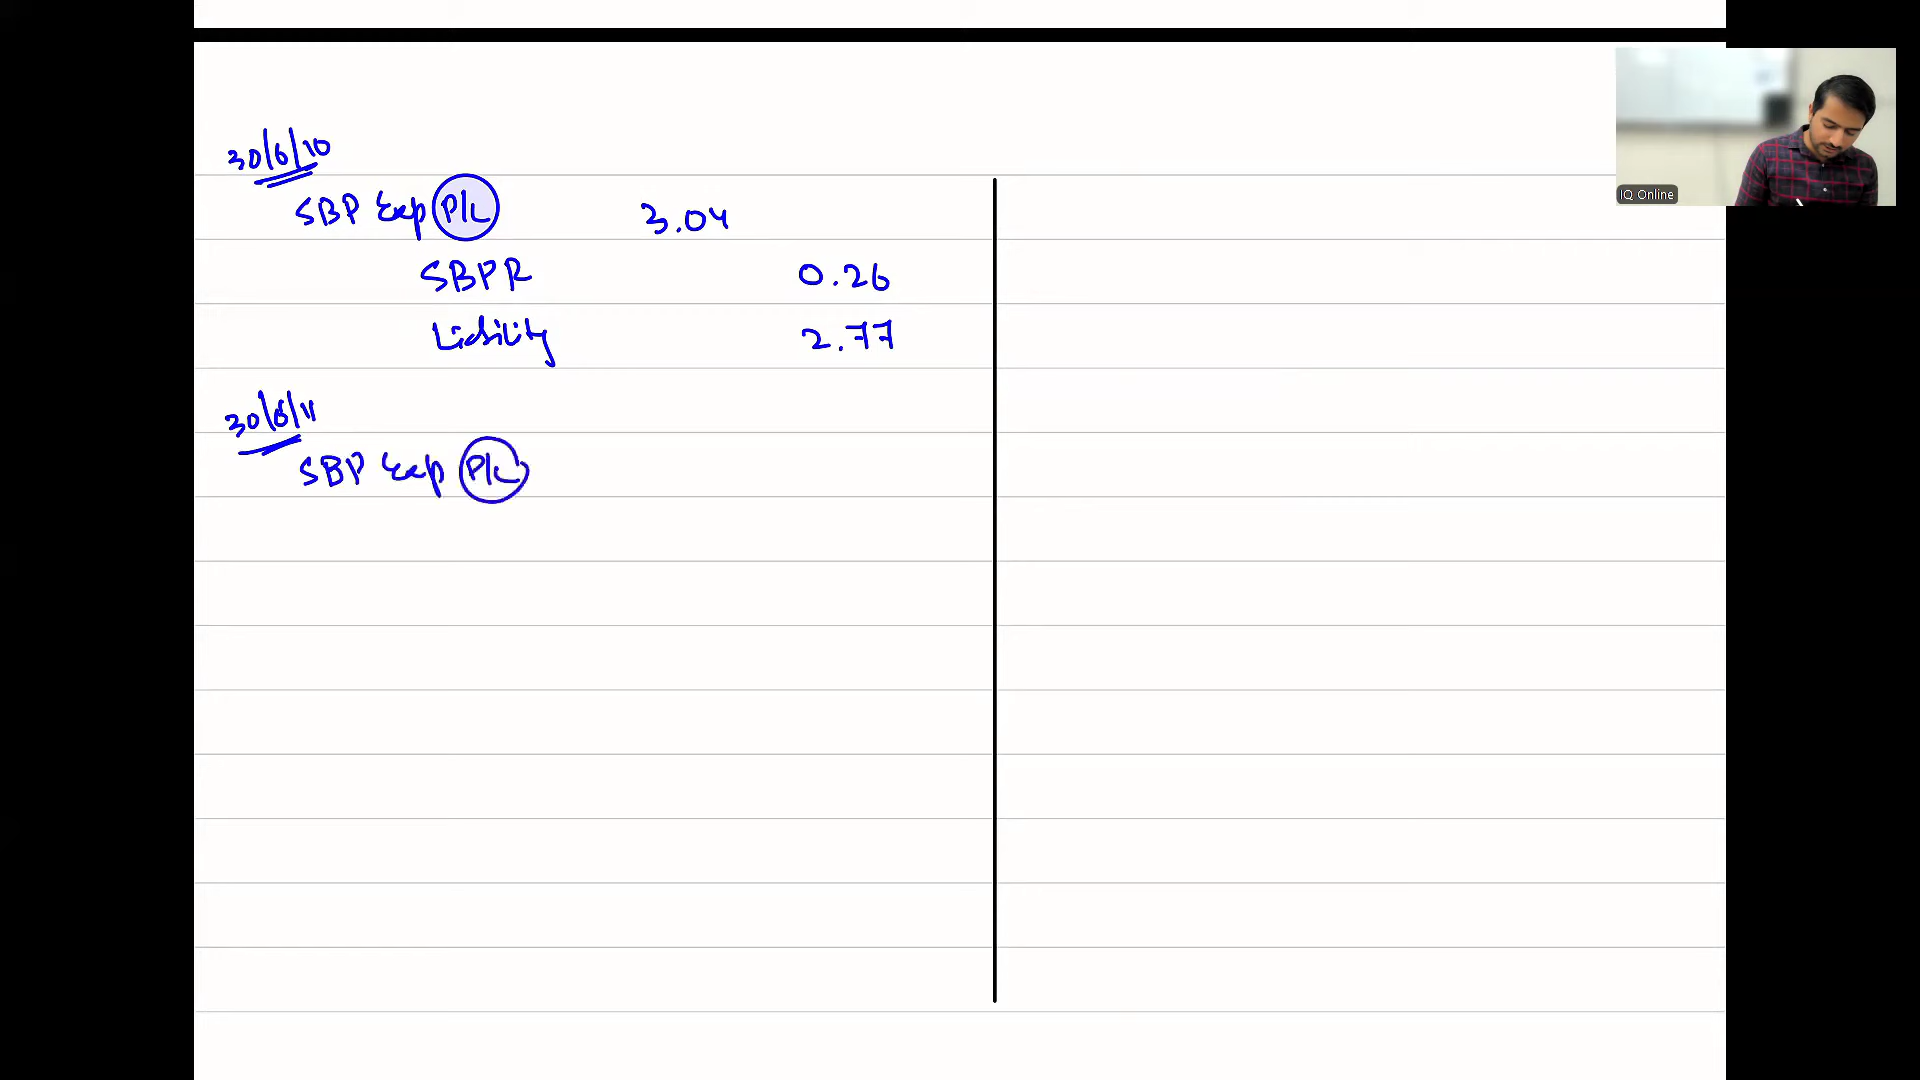 30/6/10
SBP Exp P/L 3.04
SBPR 0.26
Liability 2.77
30/6/11
SBP Exp P/L
IQ Online